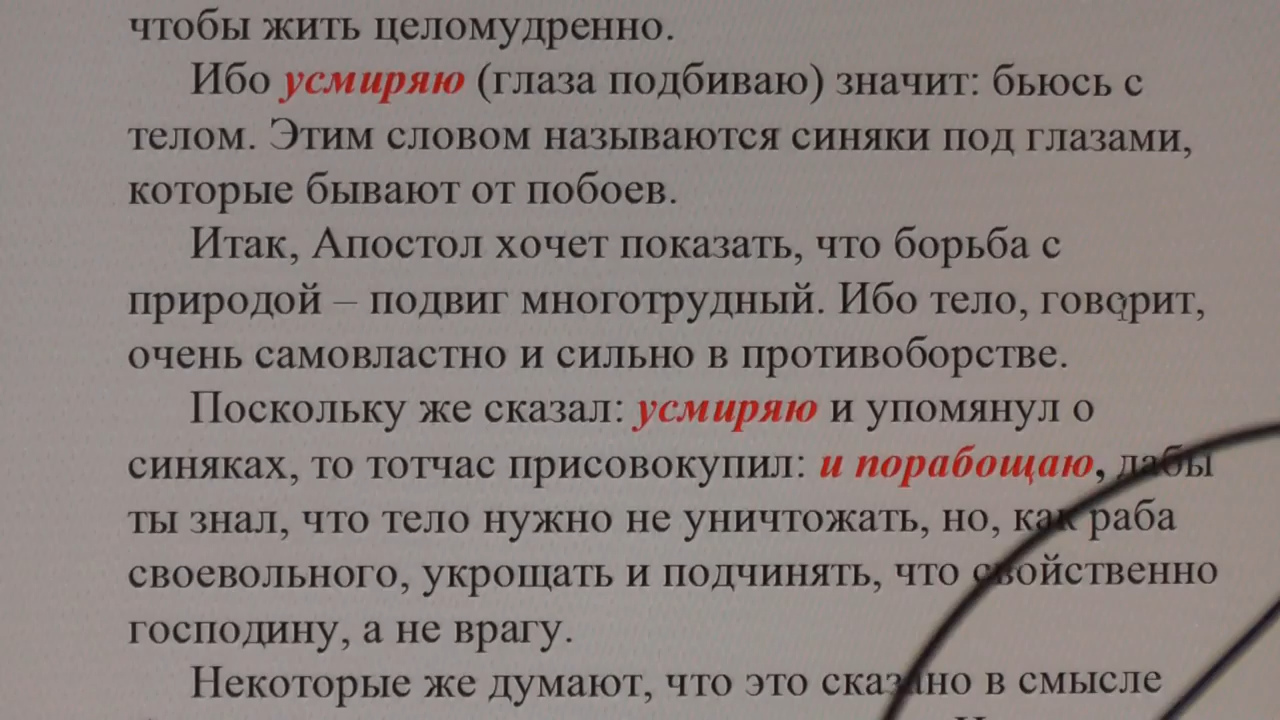 чтобы жить целомудренно.
Ибо усмиряю (глаза подбиваю) значит: бьюсь с
телом. Этим словом называются синяки под глазами,
которые бывают от побоев.
Итак, Апостол хочет показать, что борьба с
природой – подвиг многотрудный. Ибо тело, говорит,
очень самовластно и сильно в противоборстве.
Поскольку же сказал: усмиряю и упомянул о
синяках, то тотчас присовокупил: и порабощаю, дабы
ты знал, что тело нужно не уничтожать, но, как раба
своевольного, укрощать и подчинять, что свойственно
господину, а не врагу.
Некоторые же думают, что это сказано в смысле